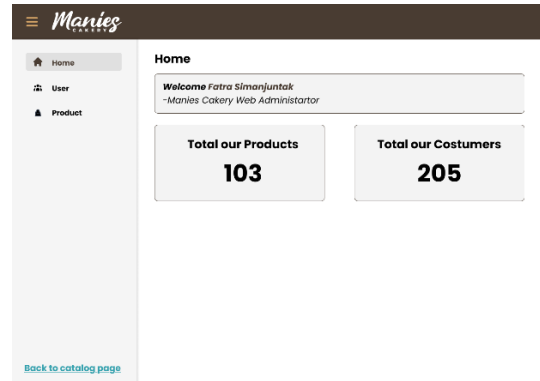 Manies
CAKERY
Home
User
Product
Back to catalog page
Home
Welcome Fatra Simanjuntak
-Manies Cakery Web Administartor
Total our Products
103
Total our Costumers
205